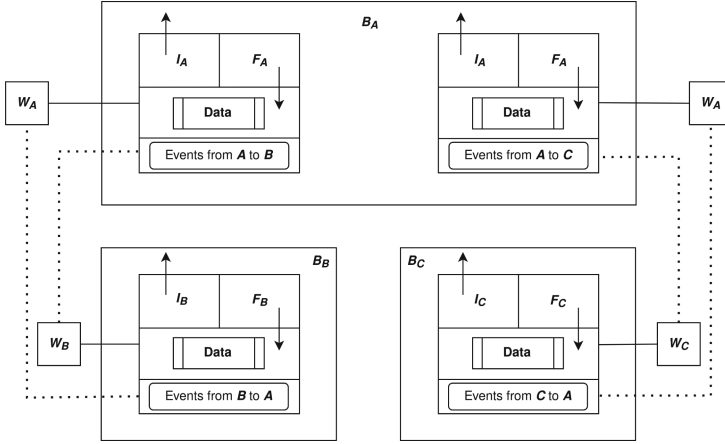 B_A
I_A F_A I_A F_A
W_A Data Data W_A
Events from A to B Events from A to C
B_B B_C
I_B F_B I_C F_C
W_B Data Data W_C
Events from B to A Events from C to A